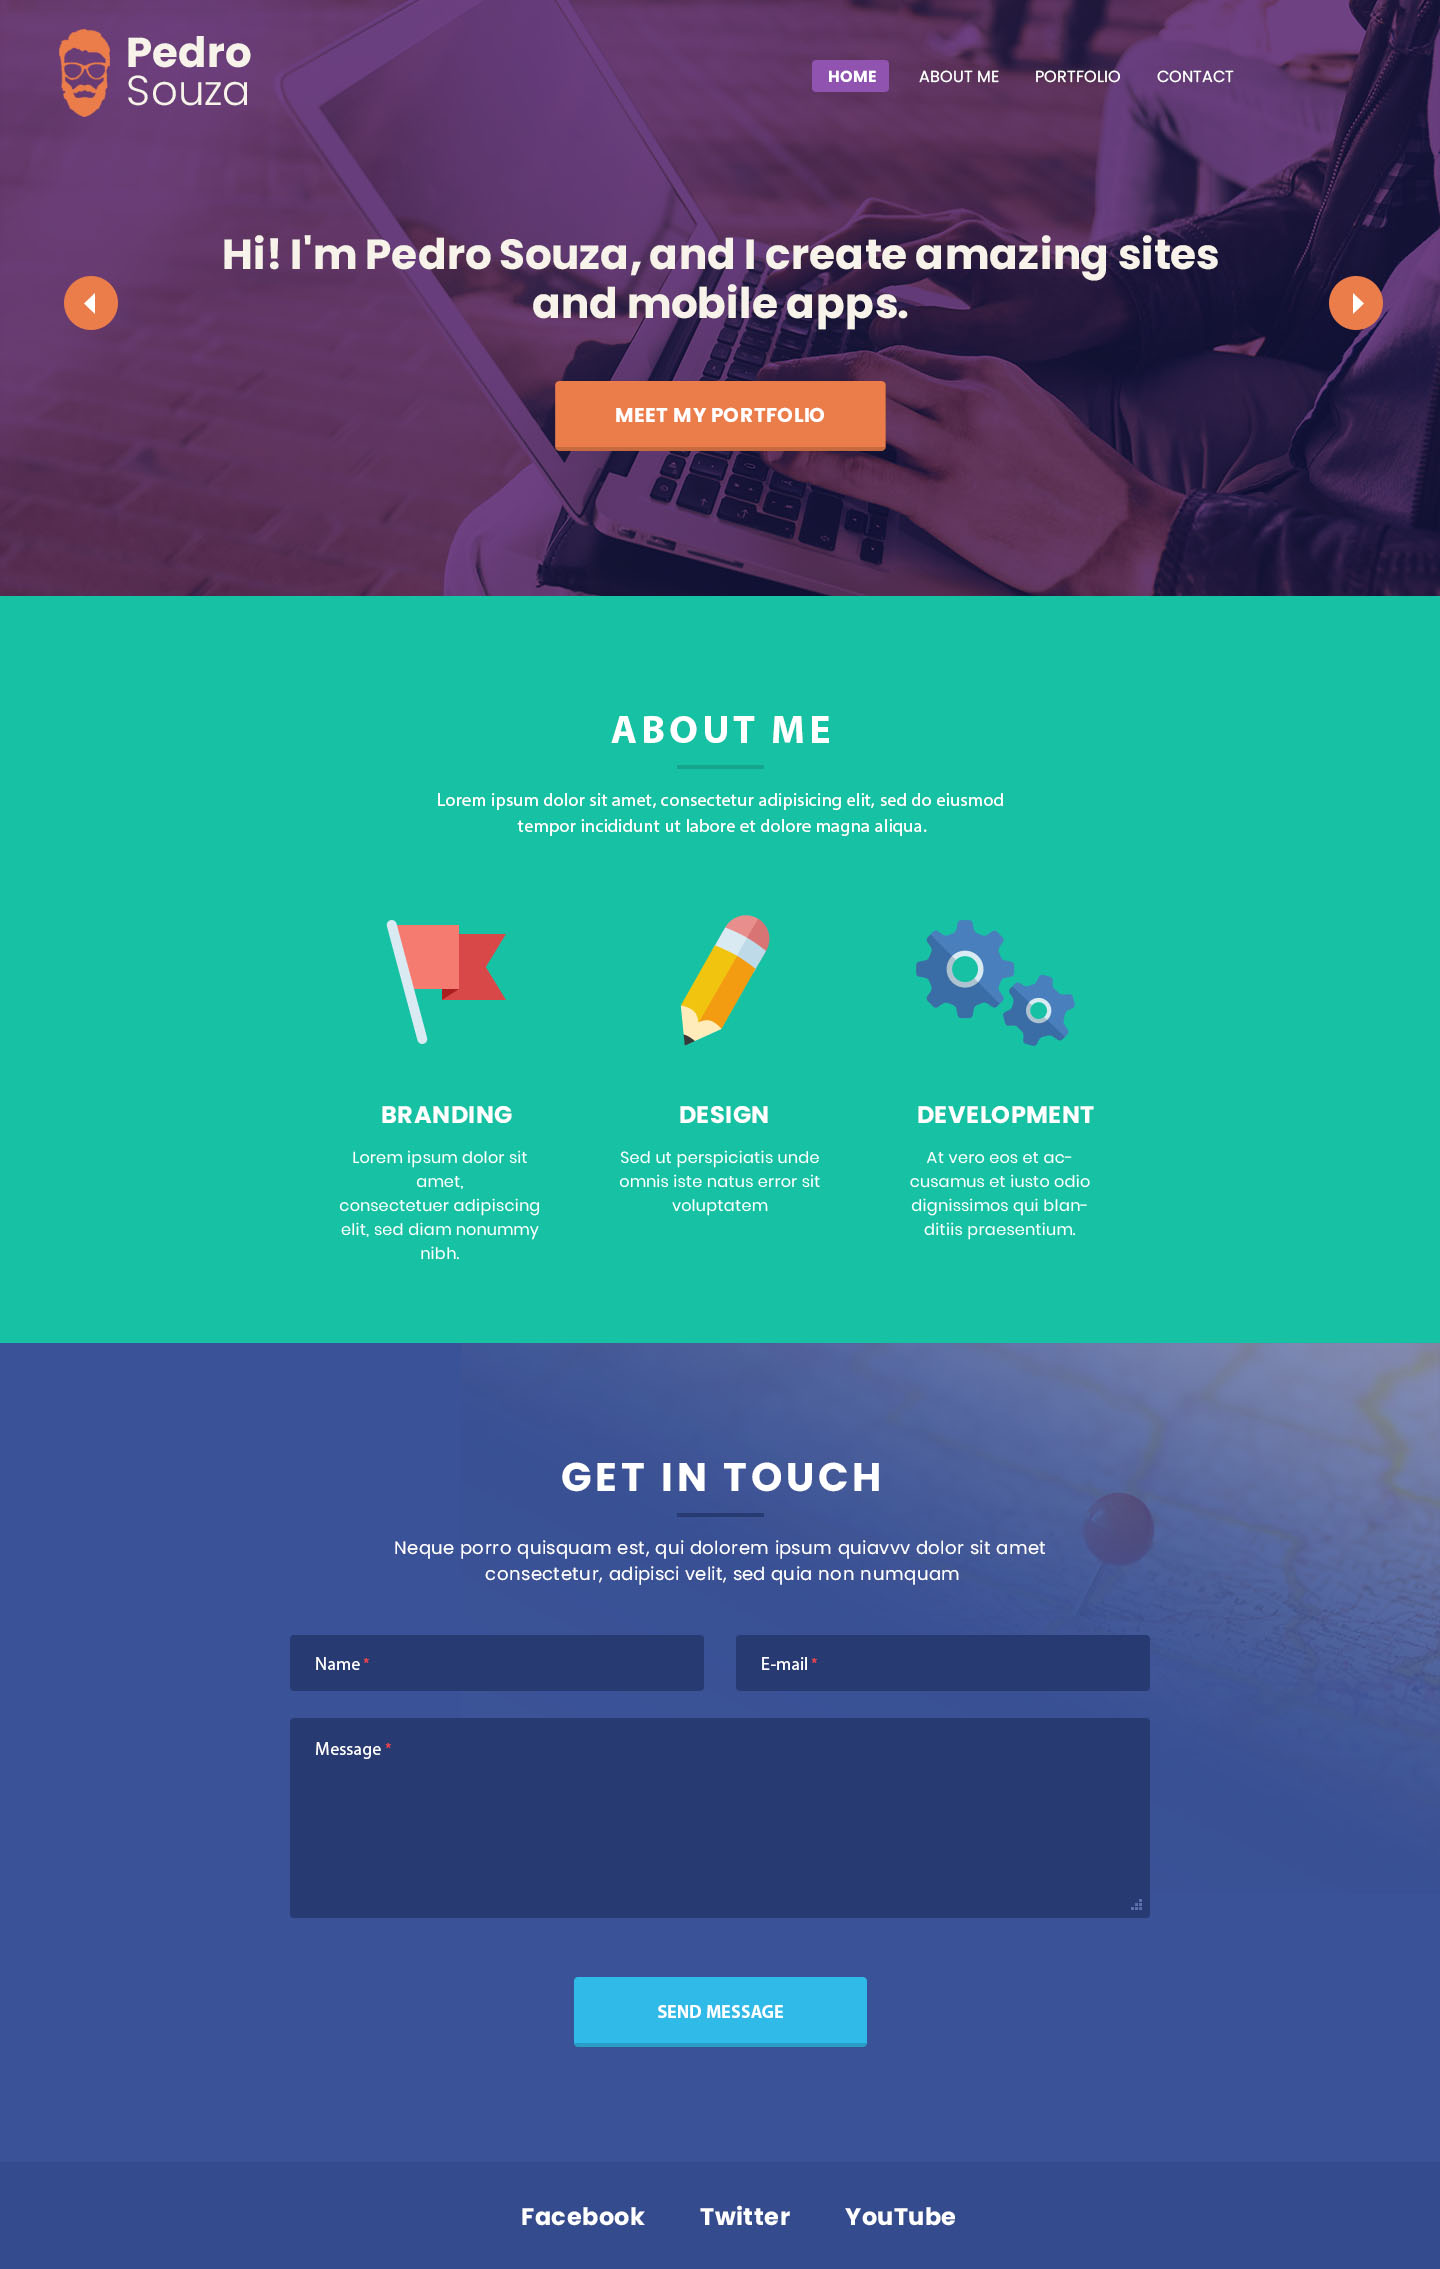 Pedro
Souza
HOME ABOUT ME PORTFOLIO CONTACT
Hi! I'm Pedro Souza, and I create amazing sites
and mobile apps.
MEET MY PORTFOLIO
ABOUT ME
Lorem ipsum dolor sit amet, consectetur adipisicing elit, sed do eiusmod
tempor incididunt ut labore et dolore magna aliqua.
BRANDING
Lorem ipsum dolor sit
amet,
consectetuer adipiscing
elit, sed diam nonummy
nibh.
DESIGN
Sed ut perspiciatis unde
omnis iste natus error sit
voluptatem
DEVELOPMENT
At vero eos et ac-
cusamus et iusto odio
dignissimos qui blan-
ditiis praesentium.
GET IN TOUCH
Neque porro quisquam est, qui dolorem ipsum quiavvv dolor sit amet
consectetur, adipisci velit, sed quia non numquam
Name *
E-mail *
Message *
SEND MESSAGE
Facebook Twitter YouTube